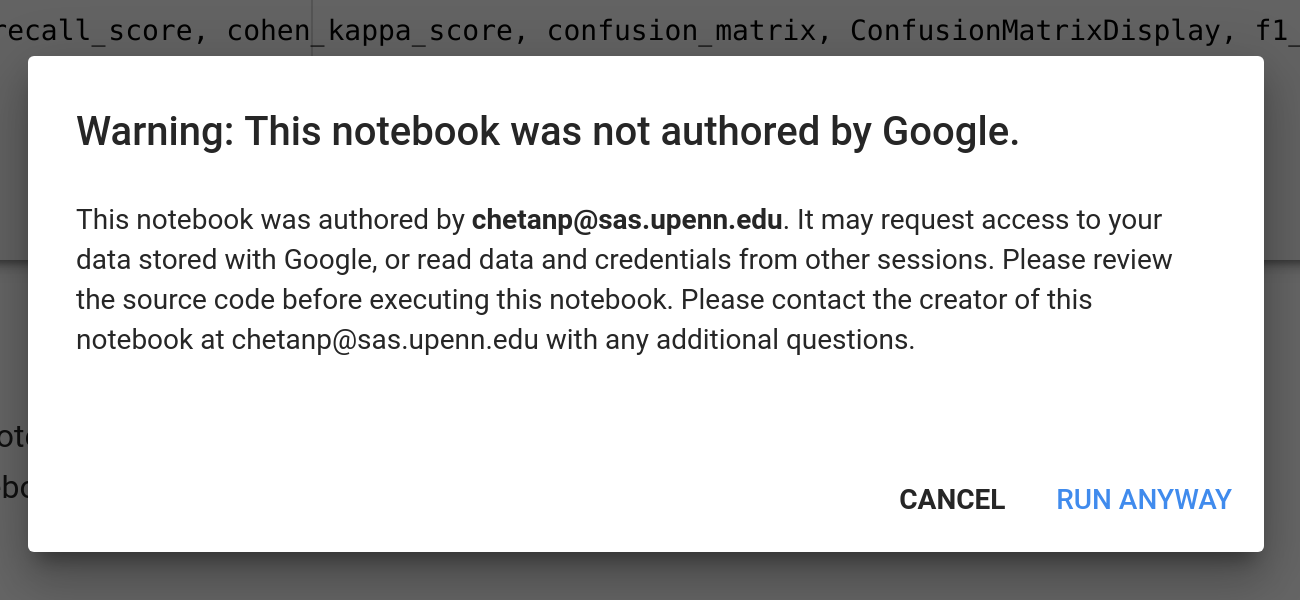 recall_score, cohen_kappa_score, confusion_matrix, ConfusionMatrixDisplay, f1_
Warning: This notebook was not authored by Google.
This notebook was authored by chetanp@sas.upenn.edu. It may request access to your
data stored with Google, or read data and credentials from other sessions. Please review
the source code before executing this notebook. Please contact the creator of this
notebook at chetanp@sas.upenn.edu with any additional questions.
CANCEL RUN ANYWAY